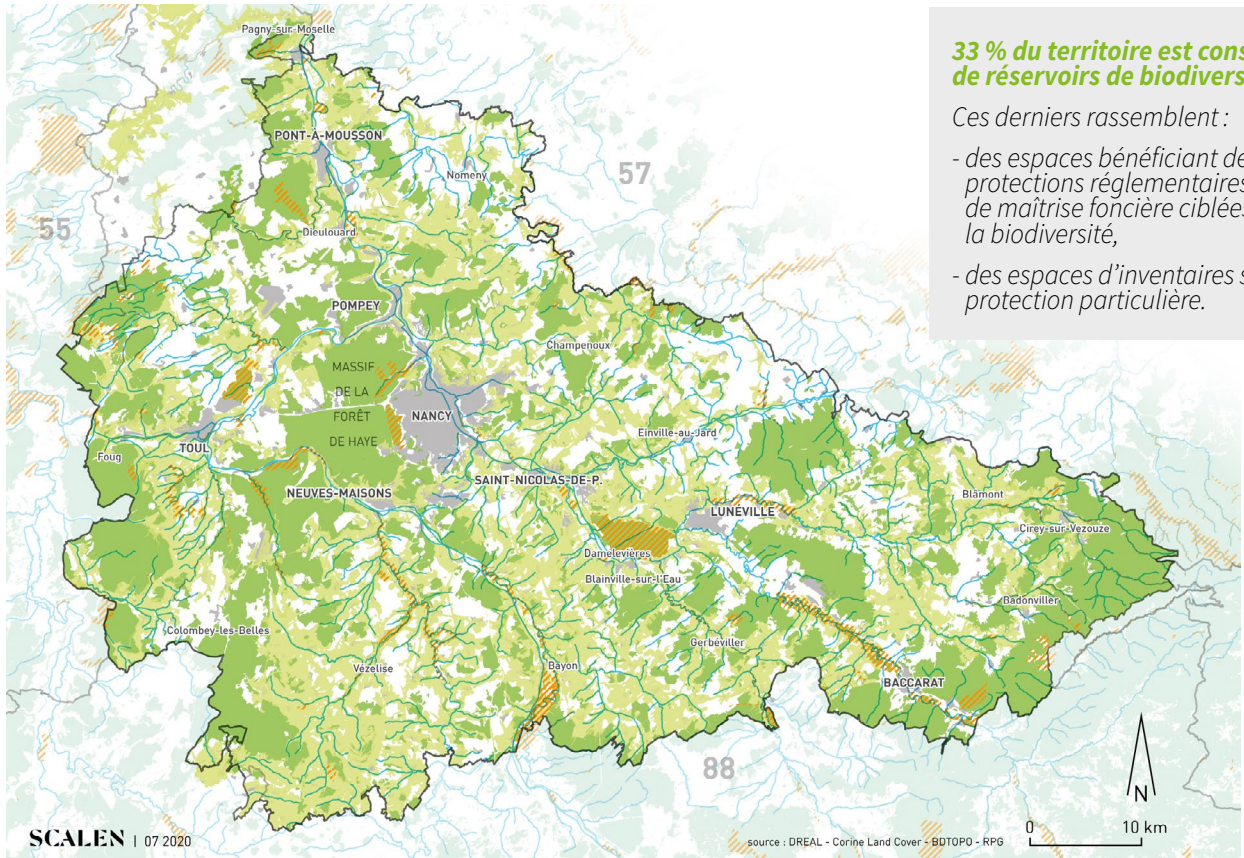 Pagny-sur-Moselle
33 % du territoire est cons
de réservoirs de biodivers
Ces derniers rassemblent :
- des espaces bénéficiant de
protections réglementaires
de maîtrise foncière ciblées
la biodiversité,
- des espaces d'inventaires s
protection particulière.
PONT-À-MOUSSON
Nomeny
57
55
Dieulouard
POMPEY
Champenoux
MASSIF
DE LA
FORÊT
DE HAYE
NANCY
Einville-au-Jard
TOUL
Foug
NEUVES-MAISONS
SAINT-NICOLAS-DE-P.
LUNÉVILLE
Blâmont
Cirey-sur-Vezouze
Damelevières
Blainville-sur-l'Eau
Badonviller
Colombey-les-Belles
Gerbéviller
Vézelise
Bayon
BACCARAT
88
N
SCALEN | 07 2020
source : DREAL - Corine Land Cover - BDTOPO - RPG
0 10 km